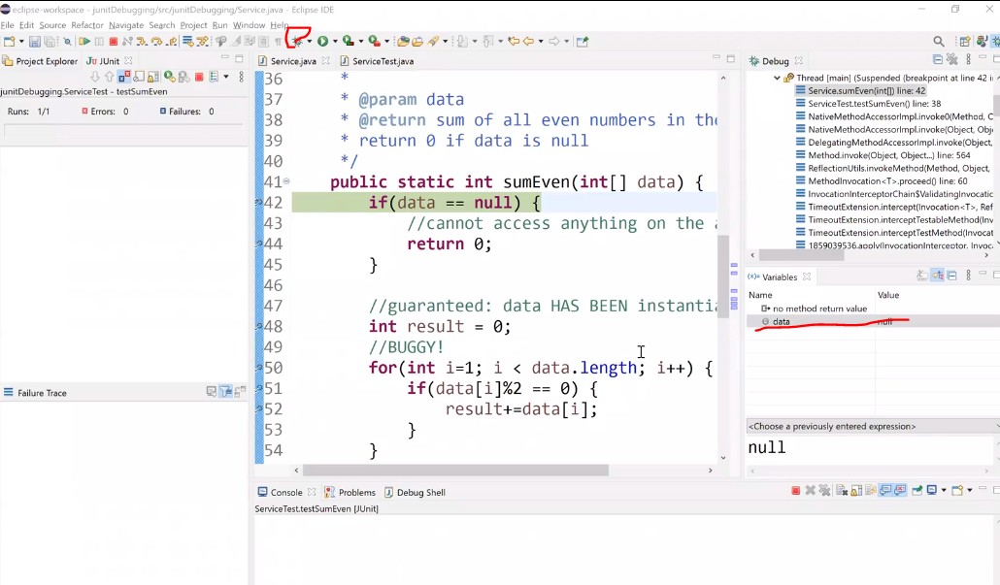 eclipse-workspace - junitDebugging/src/junitDebugging/Service.java - Eclipse IDE
File Edit Source Refactor Navigate Search Project Run Window Help
Project Explorer JUnit
junitDebugging.ServiceTest - testSumEven
Runs: 1/1 Errors: 0 Failures: 0
Failure Trace
Service.java ServiceTest.java
36 *
37 * @param data
38 * @return sum of all even numbers in the
39 * return 0 if data is null
40 */
41 public static int sumEven(int[] data) {
42 if(data == null) {
43 //cannot access anything on the a
44 return 0;
45 }
46
47 //guaranteed: data HAS BEEN instantia
48 int result = 0;
49 //BUGGY!
50 for(int i=1; i < data.length; i++) {
51 if(data[i]%2 == 0) {
52 result+=data[i];
53 }
54 }
Debug
Thread [main] (Suspended (breakpoint at line 42 in
Service.sumEven(int[]) line: 42
ServiceTest.testSumEven() line: 38
NativeMethodAccessorImpl.invoke0(Method, O
NativeMethodAccessorImpl.invoke(Object, Obj
DelegatingMethodAccessorImpl.invoke(Object,
Method.invoke(Object, Object...) line: 564
ReflectionUtils.invokeMethod(Method, Object,
MethodInvocation<T>.proceed() line: 60
InvocationInterceptorChain$ValidatingInvocation
TimeoutExtension.intercept(Invocation<T>, Ref
TimeoutExtension.interceptTestableMethod(Inv
TimeoutExtension.interceptTestMethod(Invocat
1859039536.apply(InvocationInterceptor, Invoc
(x)= Variables
Name Value
no method return value
data null
<Choose a previously entered expression>
null
Console Problems Debug Shell
ServiceTest.testSumEven [JUnit]